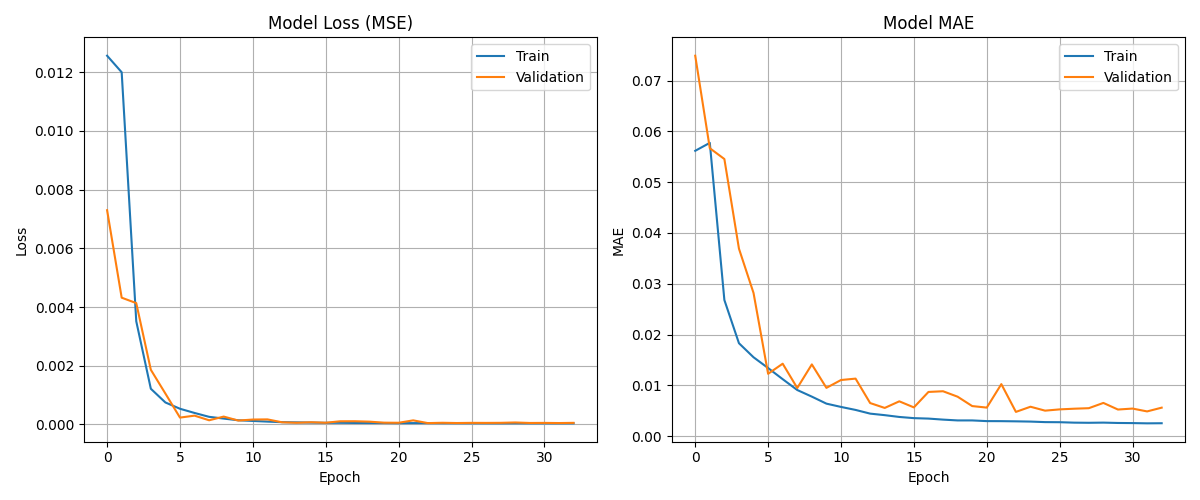 Model Loss (MSE)
Train
Validation
0.012
0.010
0.008
0.006
0.004
0.002
0.000
Loss
0 5 10 15 20 25 30
Epoch
Model MAE
Train
Validation
0.07
0.06
0.05
0.04
0.03
0.02
0.01
0.00
MAE
0 5 10 15 20 25 30
Epoch